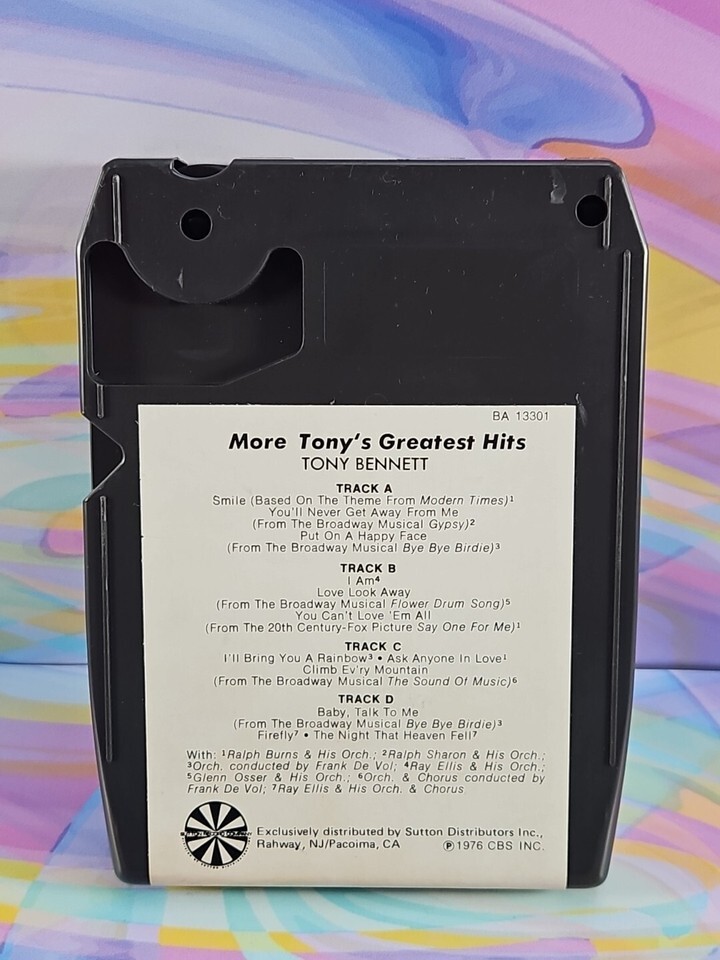 BA 13301
More Tony's Greatest Hits
TONY BENNETT
TRACK A
Smile (Based On The Theme From Modern Times)¹
You'll Never Get Away From Me
(From The Broadway Musical Gypsy)²
Put On A Happy Face
(From The Broadway Musical Bye Bye Birdie)³
TRACK B
I Am⁴
Love Look Away
(From The Broadway Musical Flower Drum Song)⁵
You Can't Love 'Em All
(From The 20th Century-Fox Picture Say One For Me)¹
TRACK C
I'll Bring You A Rainbow³ • Ask Anyone In Love¹
Climb Ev'ry Mountain
(From The Broadway Musical The Sound Of Music)⁶
TRACK D
Baby, Talk To Me
(From The Broadway Musical Bye Bye Birdie)³
Firefly⁷ • The Night That Heaven Fell⁷
With: ¹Ralph Burns & His Orch.; ²Ralph Sharon & His Orch.;
³Orch. conducted by Frank De Vol; ⁴Ray Ellis & His Orch.;
⁵Glenn Osser & His Orch.; ⁶Orch. & Chorus conducted by
Frank De Vol; ⁷Ray Ellis & His Orch. & Chorus
SUTTON RECORD COMPANY
Exclusively distributed by Sutton Distributors Inc.,
Rahway, NJ/Pacoima, CA ℗ 1976 CBS INC.